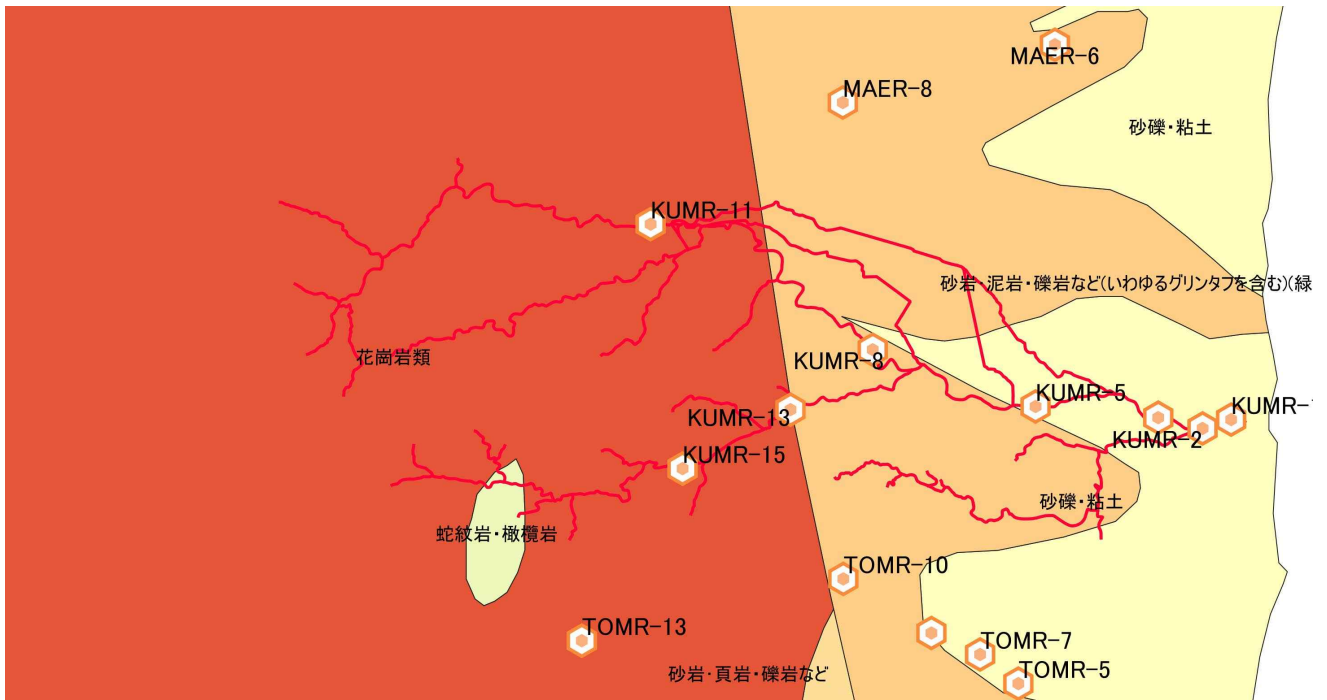 MAER-6
MAER-8
砂礫・粘土
KUMR-11
砂岩・泥岩・礫岩など(いわゆるグリンタフを含む)(緑
花崗岩類
KUMR-8
KUMR-5
KUMR-
KUMR-13
KUMR-2
KUMR-15
砂礫・粘土
蛇紋岩・橄欖岩
TOMR-10
TOMR-13
TOMR-7
砂岩・頁岩・礫岩など
TOMR-5